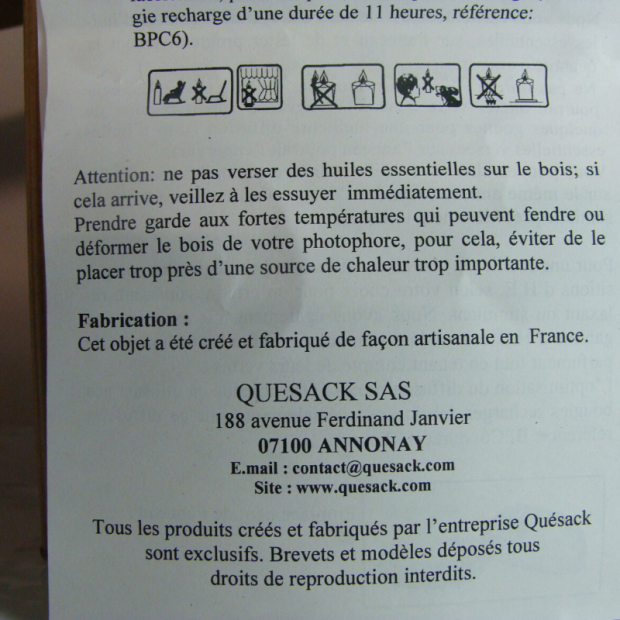 gie recharge d'une durée de 11 heures, référence:
BPC6).
Attention: ne pas verser des huiles essentielles sur le bois; si
cela arrive, veillez à les essuyer immédiatement.
Prendre garde aux fortes températures qui peuvent fendre ou
déformer le bois de votre photophore, pour cela, éviter de le
placer trop près d'une source de chaleur trop importante.
Fabrication :
Cet objet a été créé et fabriqué de façon artisanale en France.
QUESACK SAS
188 avenue Ferdinand Janvier
07100 ANNONAY
E.mail : contact@quesack.com
Site : www.quesack.com
Tous les produits créés et fabriqués par l'entreprise Quésack
sont exclusifs. Brevets et modèles déposés tous
droits de reproduction interdits.